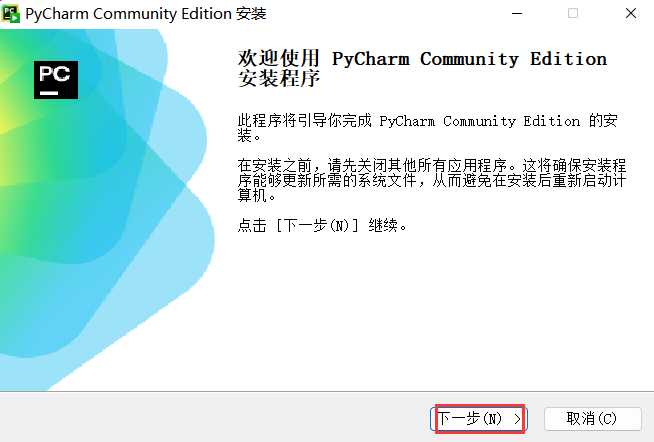 PyCharm Community Edition 安装
PC
欢迎使用 PyCharm Community Edition
安装程序
此程序将引导你完成 PyCharm Community Edition 的安
装。
在安装之前，请先关闭其他所有应用程序。这将确保安装程
序能够更新所需的系统文件，从而避免在安装后重新启动计
算机。
点击 [下一步(N)] 继续。
下一步(N) >
取消(C)